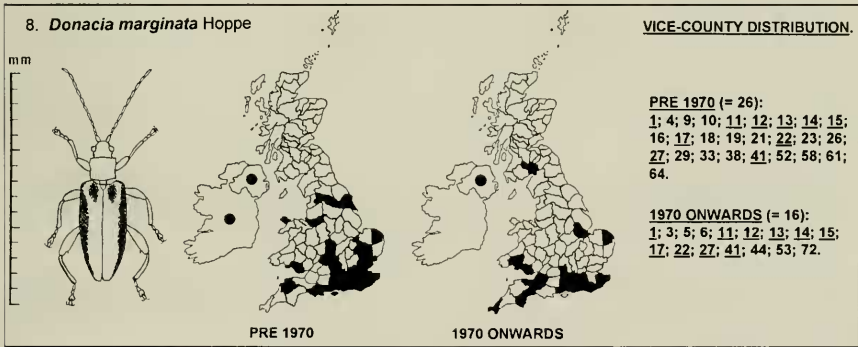 8. Donacia marginata Hoppe
mm
PRE 1970
1970 ONWARDS
VICE-COUNTY DISTRIBUTION.
PRE 1970 (= 26):
1; 4; 9; 10; 11; 12; 13; 14; 15;
16; 17; 18; 19; 21; 22; 23; 26;
27; 29; 33; 38; 41; 52; 58; 61;
64.
1970 ONWARDS (= 16):
1; 3; 5; 6; 11; 12; 13; 14; 15;
17; 22; 27; 41; 44; 53; 72.